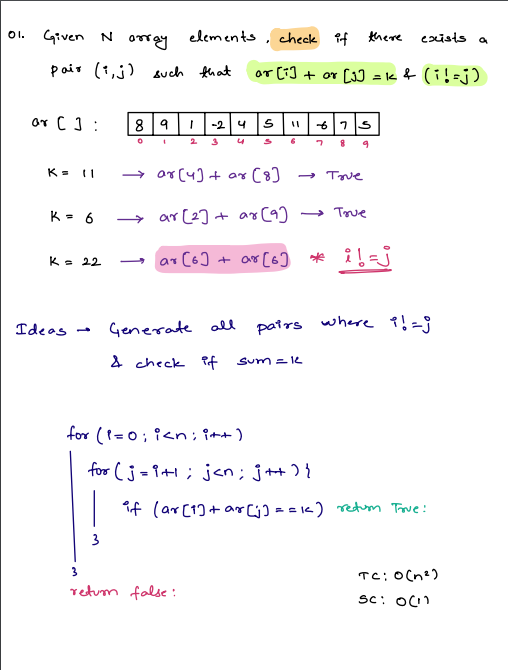 01. Given N array elements, check if there exists a
pair (i,j) such that ar[i] + ar[j] = k & (i!=j)
ar[]: 8 9 1 -2 4 5 11 -6 7 5
0 1 2 3 4 5 6 7 8 9
K = 11 → ar[4] + ar[8] → True
K = 6 → ar[2] + ar[9] → True
K = 22 → ar[6] + ar[6] * i!=j
Ideas → Generate all pairs where i!=j
& check if sum=k
for (i=0; i<n; i++)
for (j=i+1; j<n; j++) {
if (ar[i] + ar[j] == k) return True:
}
}
return false:
TC: O(n²)
SC: O(1)